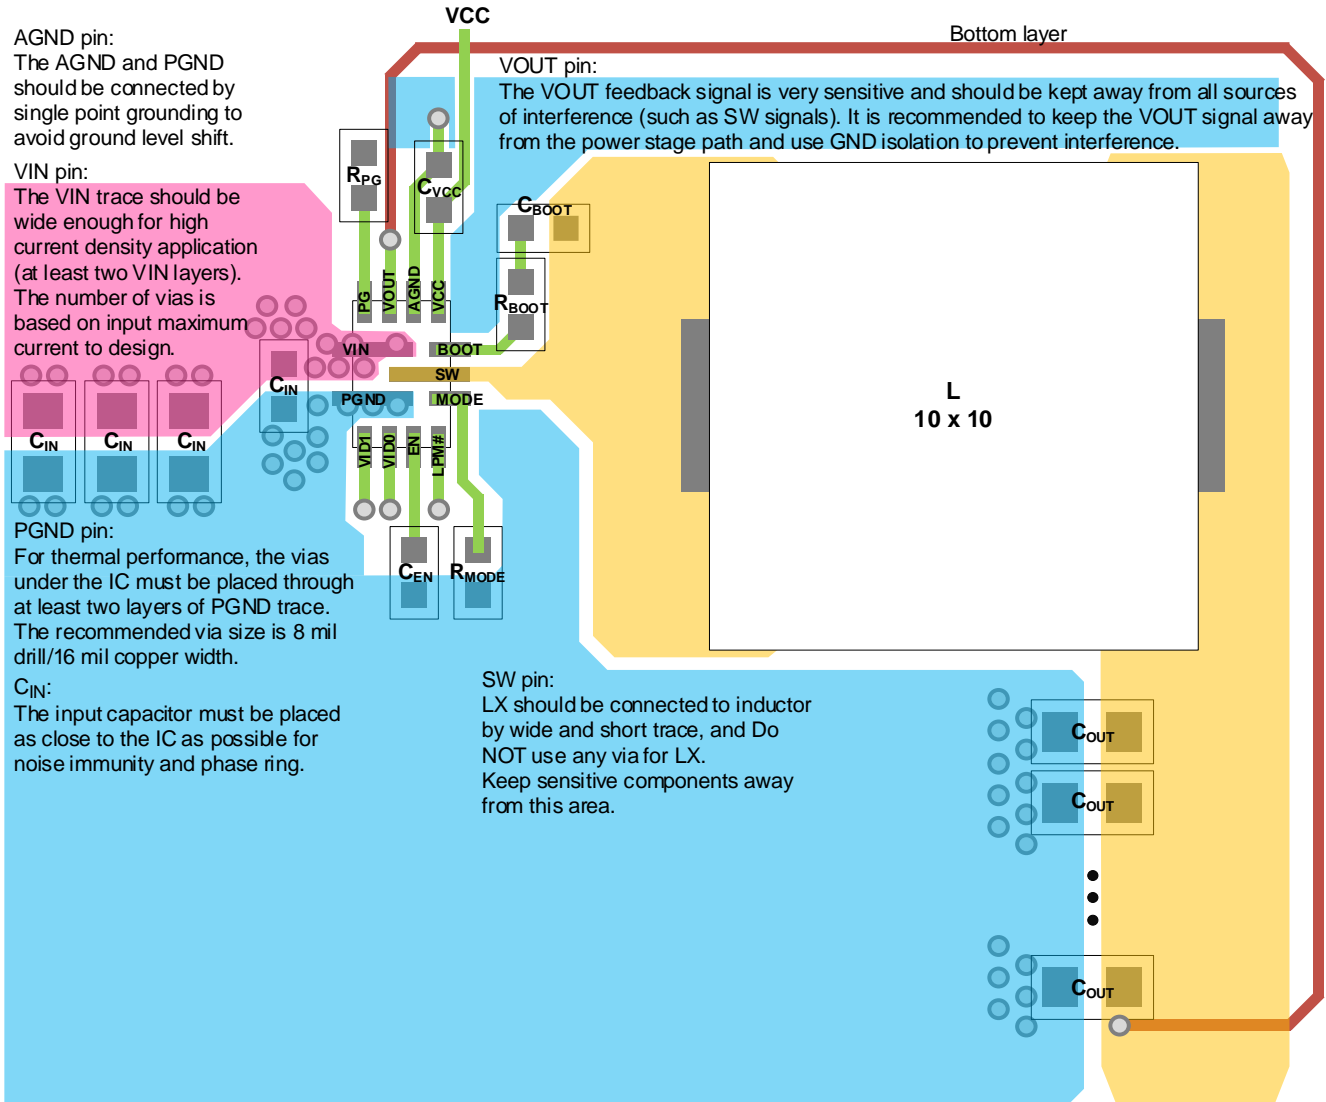 VCC
Bottom layer
AGND pin:
The AGND and PGND
should be connected by
single point grounding to
avoid ground level shift.
VOUT pin:
The VOUT feedback signal is very sensitive and should be kept away from all sources
of interference (such as SW signals). It is recommended to keep the VOUT signal away
from the power stage path and use GND isolation to prevent interference.
VIN pin:
The VIN trace should be
wide enough for high
current density application
(at least two VIN layers).
The number of vias is
based on input maximum
current to design.
RPG
CVCC
CBOOT
RBOOT
PG
VOUT
AGND
VCC
VIN
BOOT
SW
PGND
MODE
VID1
VID0
EN
LPM#
CIN
CIN
CIN
CIN
L
10 x 10
CEN
RMODE
PGND pin:
For thermal performance, the vias
under the IC must be placed through
at least two layers of PGND trace.
The recommended via size is 8 mil
drill/16 mil copper width.
CIN:
The input capacitor must be placed
as close to the IC as possible for
noise immunity and phase ring.
SW pin:
LX should be connected to inductor
by wide and short trace, and Do
NOT use any via for LX.
Keep sensitive components away
from this area.
COUT
COUT
COUT